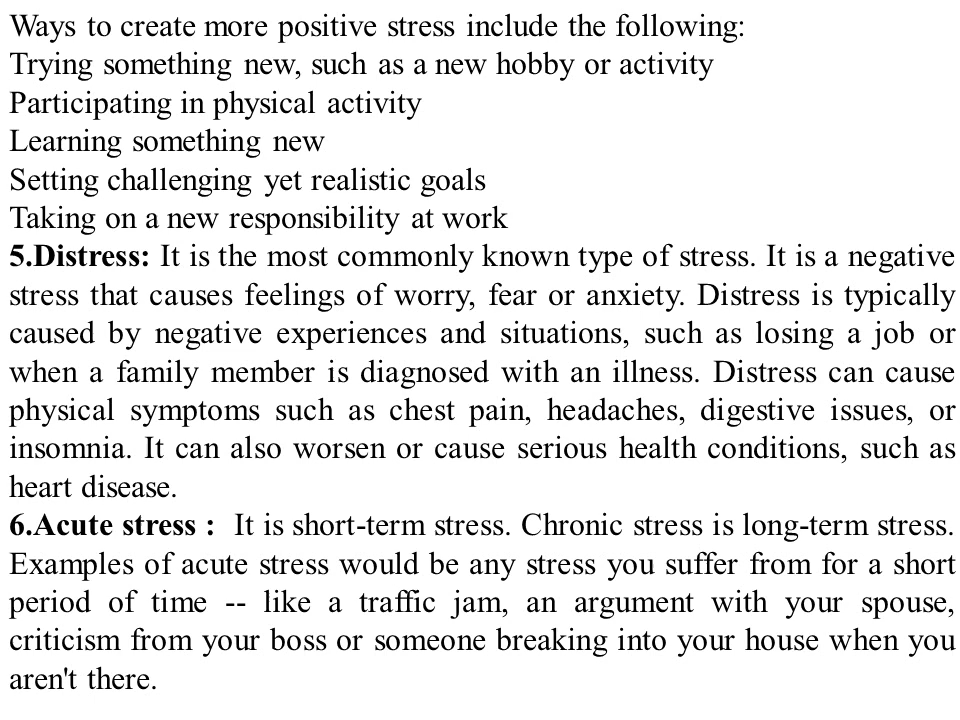 Ways to create more positive stress include the following:
Trying something new, such as a new hobby or activity
Participating in physical activity
Learning something new
Setting challenging yet realistic goals
Taking on a new responsibility at work
5.Distress: It is the most commonly known type of stress. It is a negative
stress that causes feelings of worry, fear or anxiety. Distress is typically
caused by negative experiences and situations, such as losing a job or
when a family member is diagnosed with an illness. Distress can cause
physical symptoms such as chest pain, headaches, digestive issues, or
insomnia. It can also worsen or cause serious health conditions, such as
heart disease.
6.Acute stress :  It is short-term stress. Chronic stress is long-term stress.
Examples of acute stress would be any stress you suffer from for a short
period of time -- like a traffic jam, an argument with your spouse,
criticism from your boss or someone breaking into your house when you
aren't there.